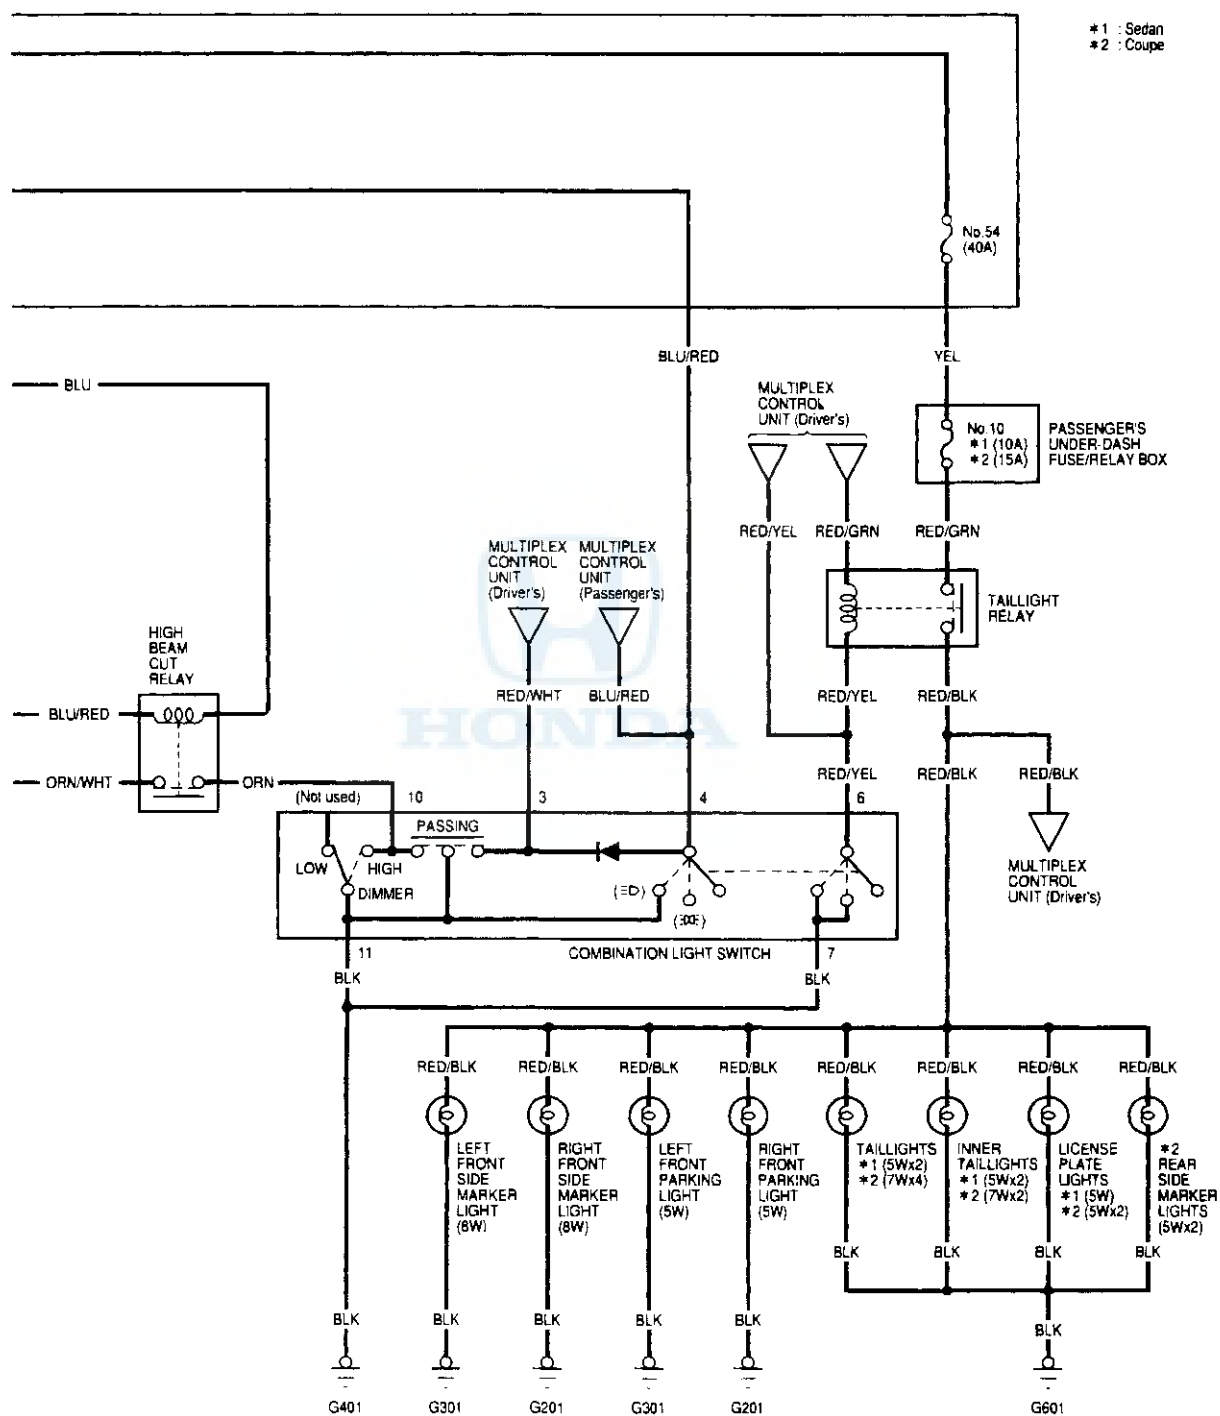 *1 : Sedan
*2 : Coupe
No.54
(40A)
BLU/RED
YEL
BLU
MULTIPLEX
CONTROL
UNIT (Driver's)
No.10
*1 (10A)
*2 (15A)
PASSENGER'S
UNDER-DASH
FUSE/RELAY BOX
RED/YEL
RED/GRN
RED/GRN
MULTIPLEX
CONTROL
UNIT
(Driver's)
MULTIPLEX
CONTROL
UNIT
(Passenger's)
TAILLIGHT
RELAY
HIGH
BEAM
CUT
RELAY
RED/WHT
BLU/RED
RED/YEL
RED/BLK
BLU/RED
HONDA
ORN/WHT
ORN
RED/YEL
RED/BLK
RED/BLK
(Not used)
10
3
4
6
PASSING
LOW
HIGH
DIMMER
MULTIPLEX
CONTROL
UNIT (Driver's)
11
COMBINATION LIGHT SWITCH
7
BLK
BLK
RED/BLK
RED/BLK
RED/BLK
RED/BLK
RED/BLK
RED/BLK
RED/BLK
RED/BLK
LEFT
FRONT
SIDE
MARKER
LIGHT
(8W)
RIGHT
FRONT
SIDE
MARKER
LIGHT
(8W)
LEFT
FRONT
PARKING
LIGHT
(5W)
RIGHT
FRONT
PARKING
LIGHT
(5W)
TAILLIGHTS
*1 (5Wx2)
*2 (7Wx4)
INNER
TAILLIGHTS
*1 (5Wx2)
*2 (7Wx2)
LICENSE
PLATE
LIGHTS
*1 (5W)
*2 (5Wx2)
*2
REAR
SIDE
MARKER
LIGHTS
(5Wx2)
BLK
BLK
BLK
BLK
BLK
BLK
BLK
BLK
BLK
BLK
G401
G301
G201
G301
G201
G601